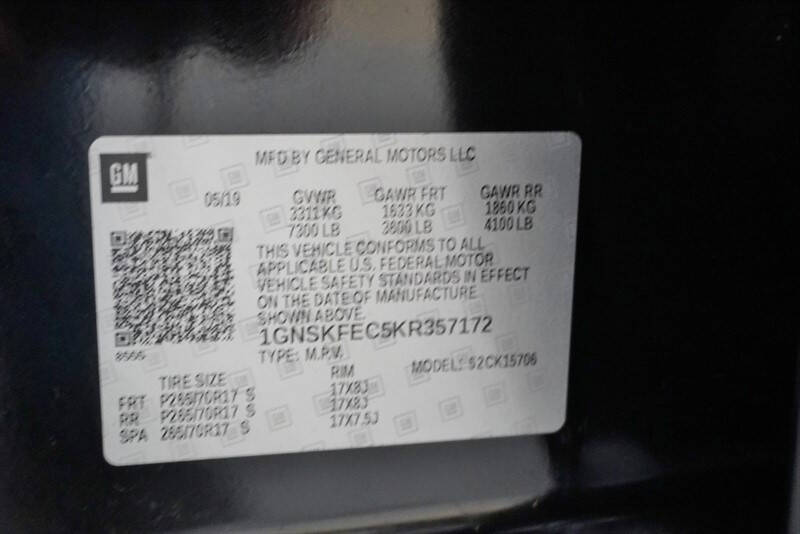 GM
MFD BY GENERAL MOTORS LLC
05/19 GVWR GAWR FRT GAWR RR
3311 KG 1633 KG 1860 KG
7300 LB 3600 LB 4100 LB
THIS VEHICLE CONFORMS TO ALL
APPLICABLE U.S. FEDERAL MOTOR
VEHICLE SAFETY STANDARDS IN EFFECT
ON THE DATE OF MANUFACTURE
SHOWN ABOVE.
1GNSKFEC5KR357172
TYPE: M.P.V.
MODEL: S2CK15706
TIRE SIZE RIM
FRT P265/70R17 S 17X8J
RR P265/70R17 S 17X8J
SPA 265/70R17 S 17X7.5J